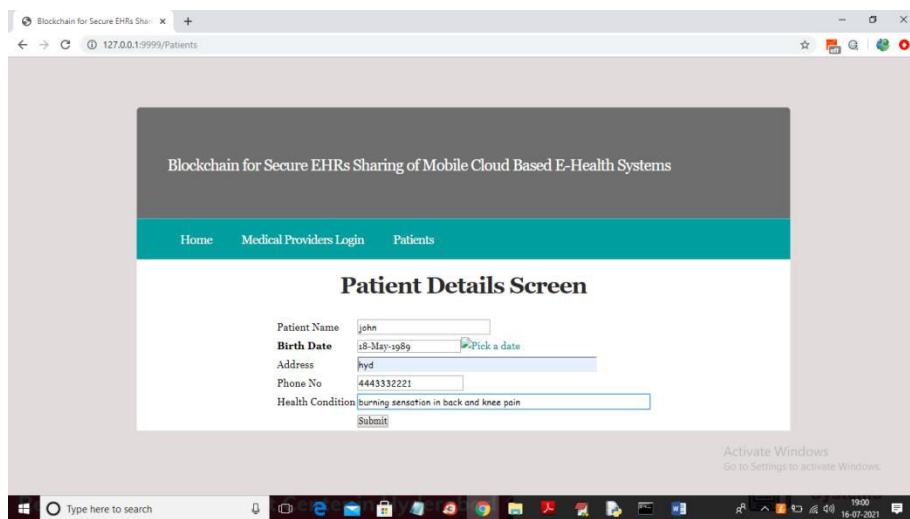 Blockchain for Secure EHRs Shar
127.0.0.1:9999/Patients
Blockchain for Secure EHRs Sharing of Mobile Cloud Based E-Health Systems
Home Medical Providers Login Patients
Patient Details Screen
Patient Name john
Birth Date 18-May-1989 Pick a date
Address hyd
Phone No 4443332221
Health Condition burning sensation in back and knee pain
Submit
Activate Windows
Go to Settings to activate Windows.
Type here to search
19:00
16-07-2021